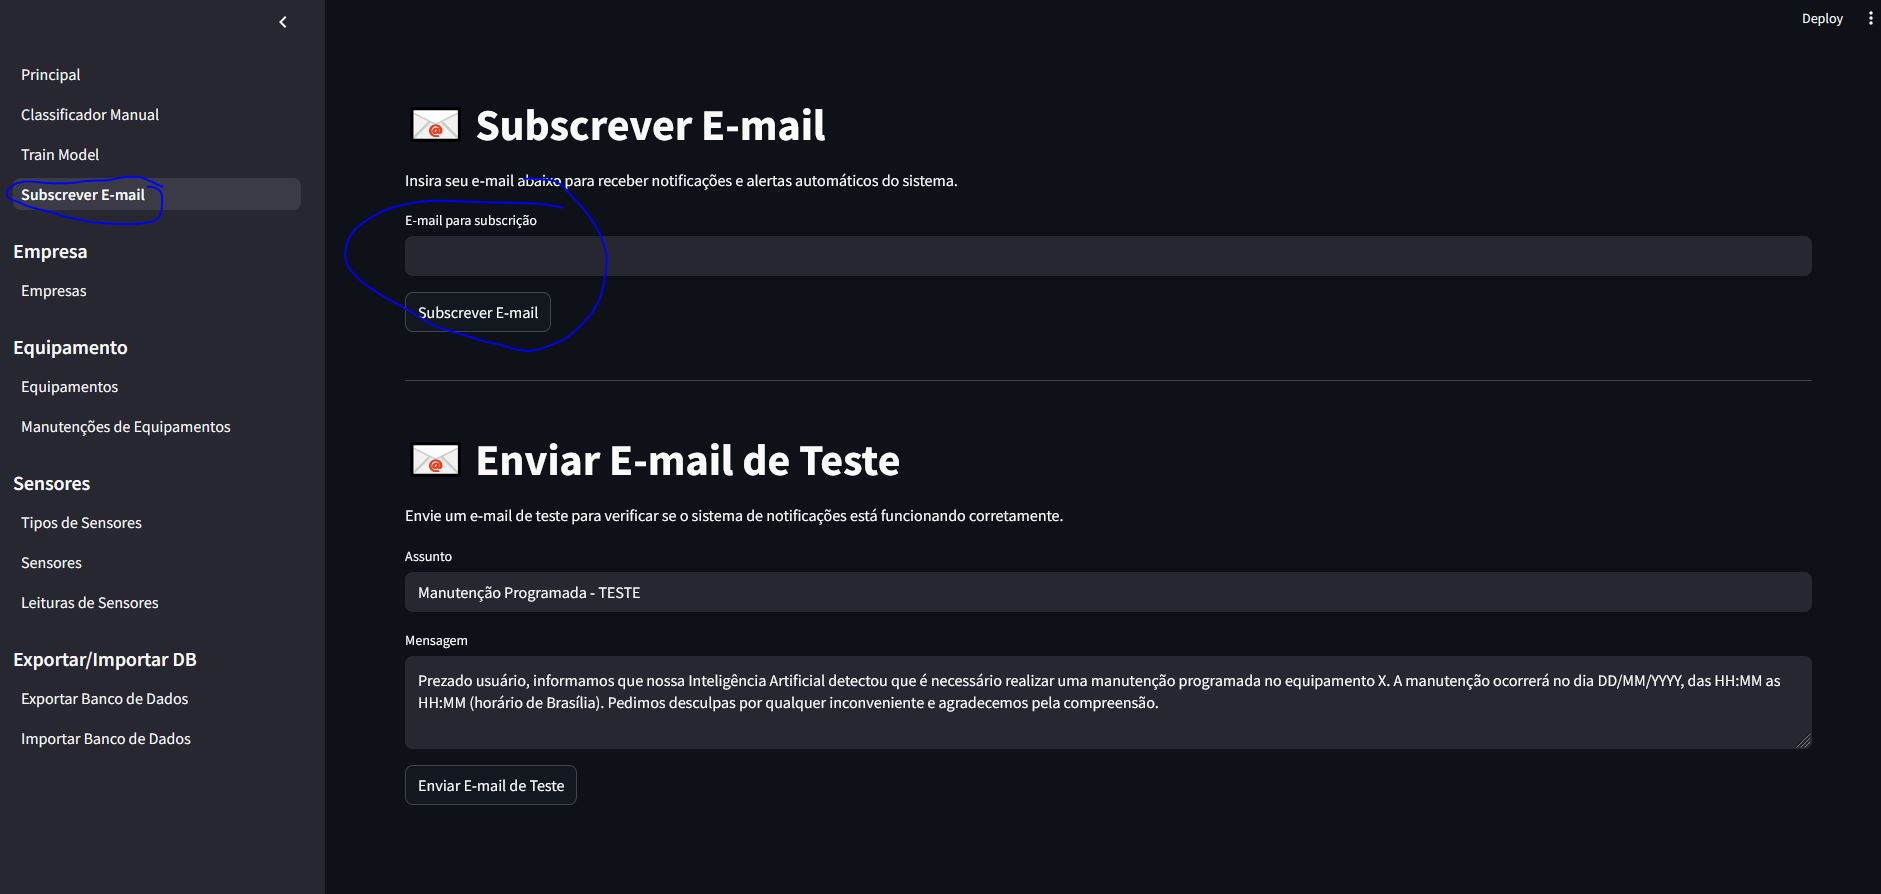 Deploy
Principal
Classificador Manual
Train Model
Subscrever E-mail
Empresa
Empresas
Equipamento
Equipamentos
Manutenções de Equipamentos
Sensores
Tipos de Sensores
Sensores
Leituras de Sensores
Exportar/Importar DB
Exportar Banco de Dados
Importar Banco de Dados
Subscrever E-mail
Insira seu e-mail abaixo para receber notificações e alertas automáticos do sistema.
E-mail para subscrição
Subscrever E-mail
Enviar E-mail de Teste
Envie um e-mail de teste para verificar se o sistema de notificações está funcionando corretamente.
Assunto
Manutenção Programada - TESTE
Mensagem
Prezado usuário, informamos que nossa Inteligência Artificial detectou que é necessário realizar uma manutenção programada no equipamento X. A manutenção ocorrerá no dia DD/MM/YYYY, das HH:MM as
HH:MM (horário de Brasília). Pedimos desculpas por qualquer inconveniente e agradecemos pela compreensão.
Enviar E-mail de Teste